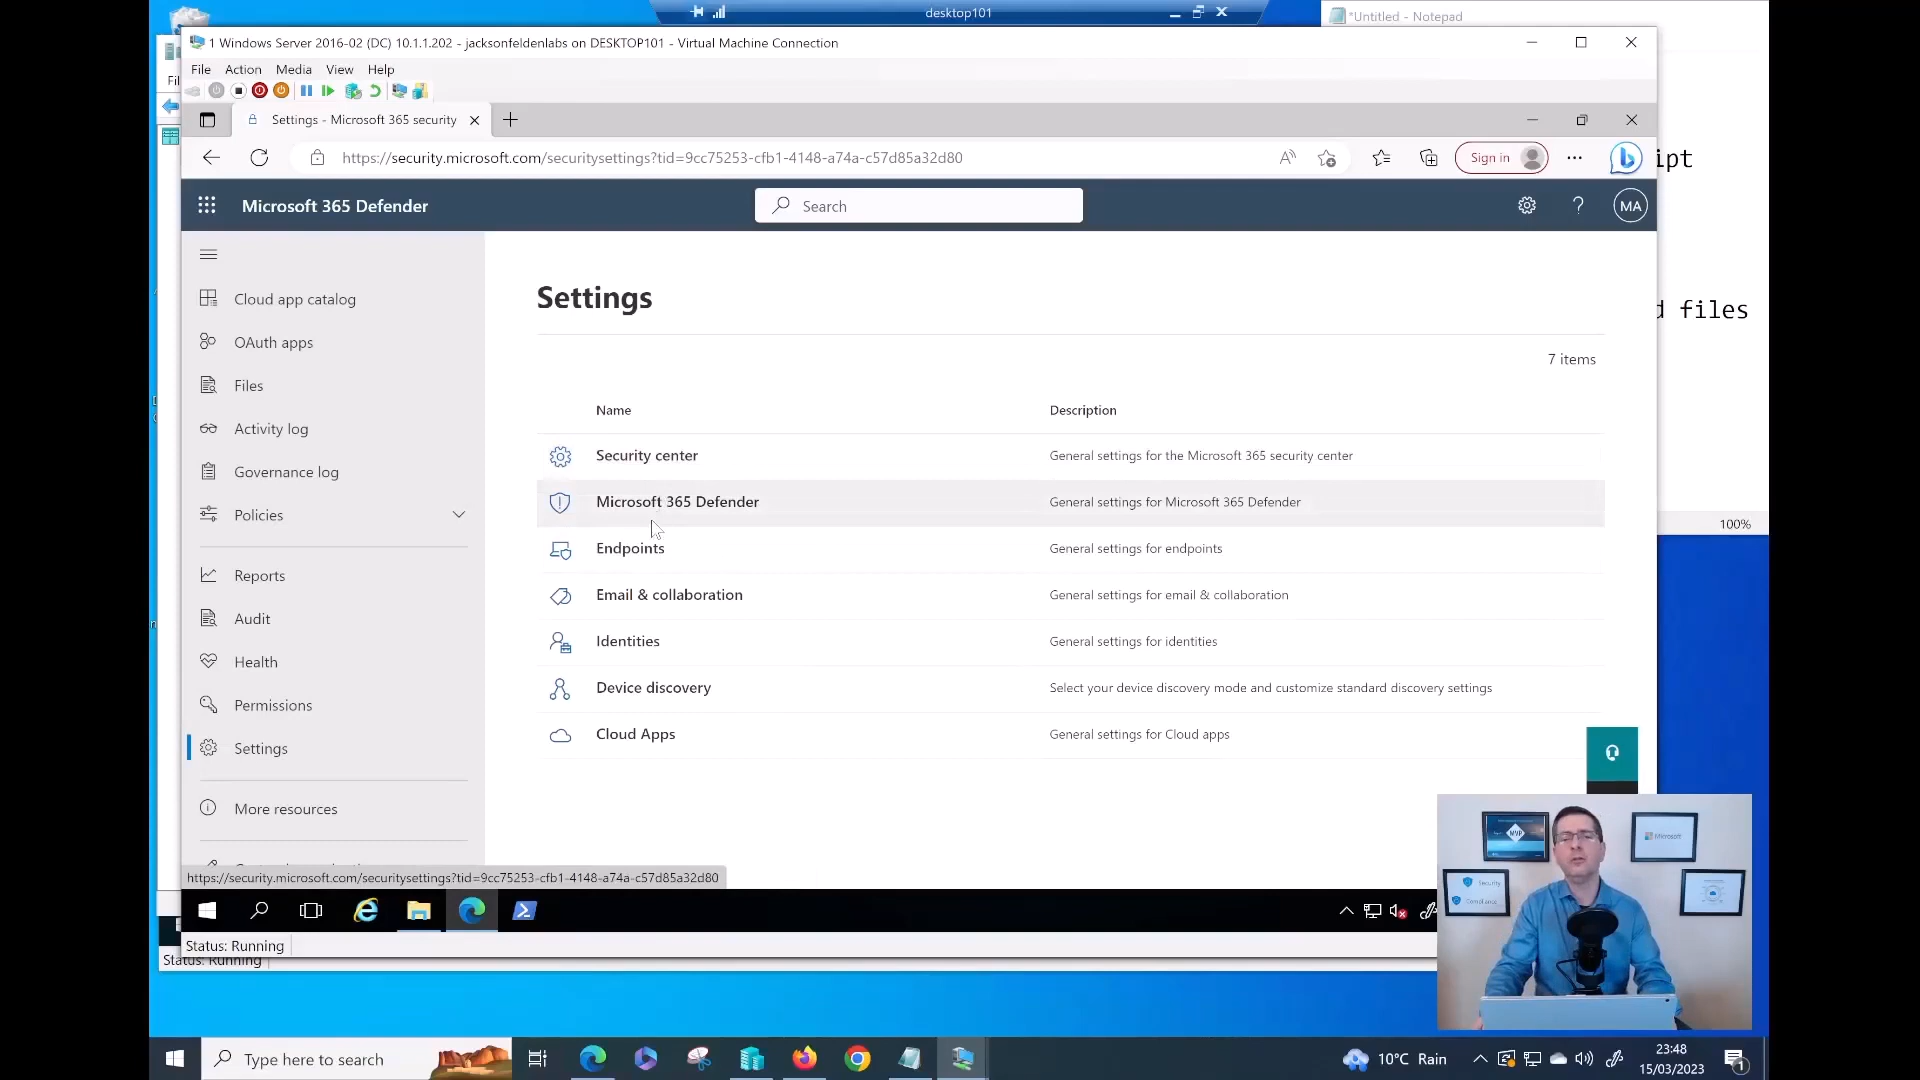 desktop101
*Untitled - Notepad
1 Windows Server 2016-02 (DC) 10.1.1.202 - jacksonfeldenlabs on DESKTOP101 - Virtual Machine Connection
File Action Media View Help
Settings - Microsoft 365 security
https://security.microsoft.com/securitysettings?tid=9cc75253-cfb1-4148-a74a-c57d85a32d80
Sign in
ipt
Microsoft 365 Defender
Search
MA
Cloud app catalog
OAuth apps
Files
Activity log
Governance log
Policies
Reports
Audit
Health
Permissions
Settings
More resources
Settings
7 items
Name Description
Security center General settings for the Microsoft 365 security center
Microsoft 365 Defender General settings for Microsoft 365 Defender
Endpoints General settings for endpoints
Email & collaboration General settings for email & collaboration
Identities General settings for identities
Device discovery Select your device discovery mode and customize standard discovery settings
Cloud Apps General settings for Cloud apps
d files
100%
https://security.microsoft.com/securitysettings?tid=9cc75253-cfb1-4148-a74a-c57d85a32d80
MVP
Microsoft
Security
Compliance
Status: Running
Status: Running
Type here to search
10°C Rain
23:48
15/03/2023
1